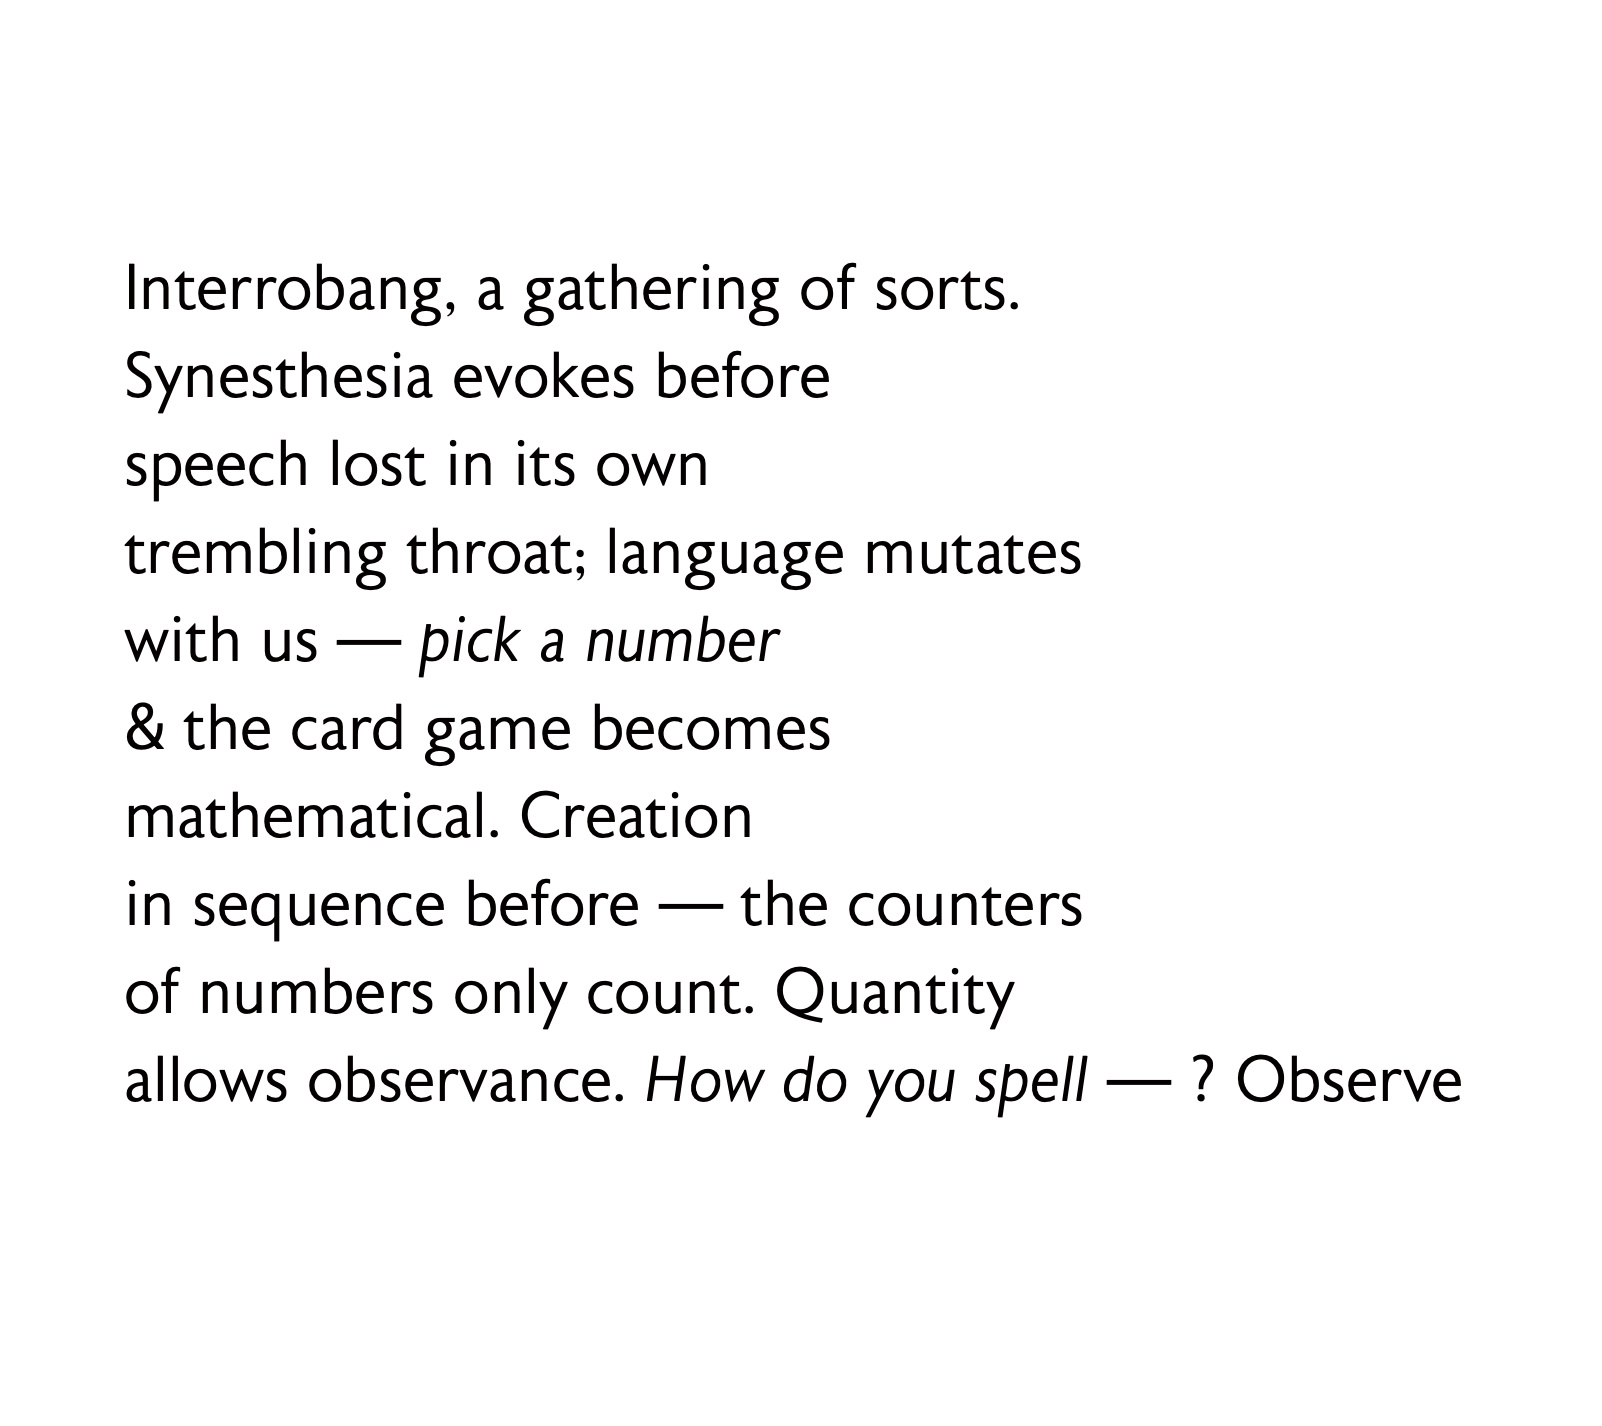 Interrobang, a gathering of sorts.
Synesthesia evokes before
speech lost in its own
trembling throat; language mutates
with us — pick a number
& the card game becomes
mathematical. Creation
in sequence before — the counters
of numbers only count. Quantity
allows observance. How do you spell — ? Observe